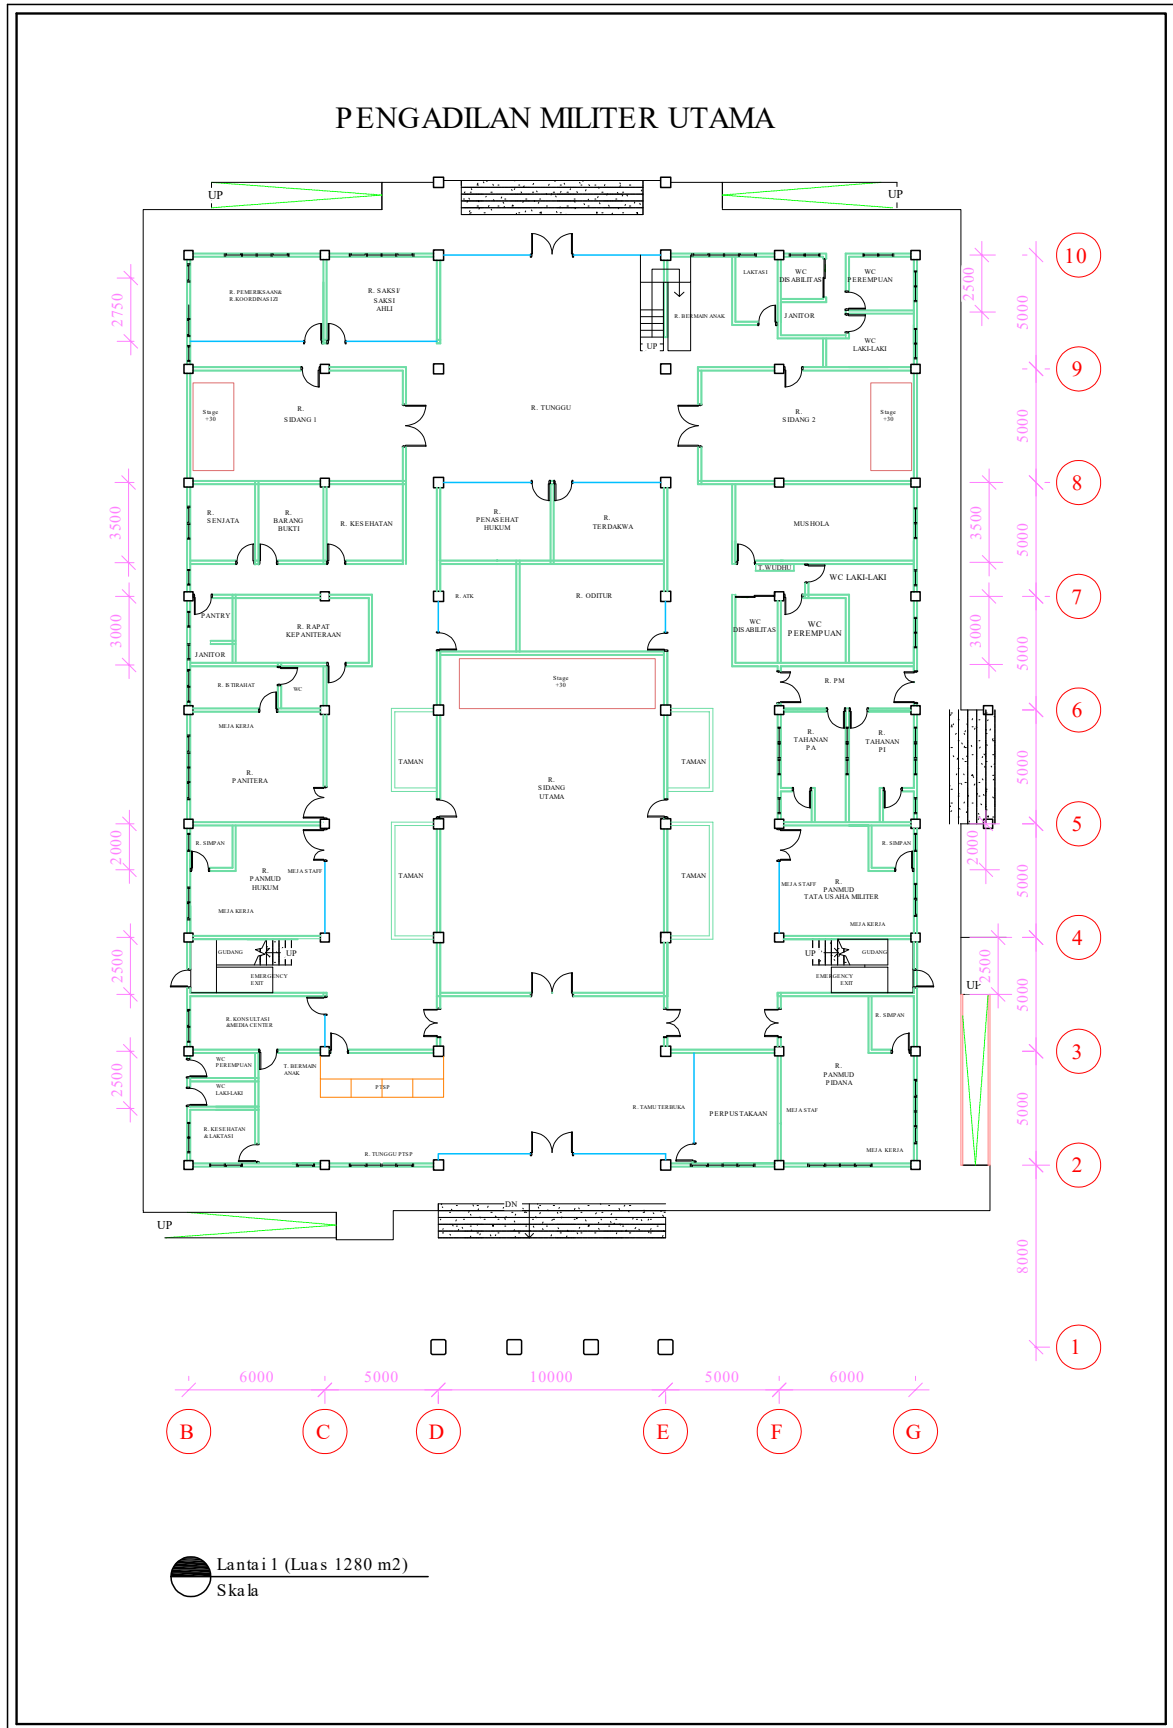 PENGADILAN MILITER UTAMA
UP
UP
10
2750
2500
5000
R. PEMERIKSAAN&
R.KOORDINASI ZI
R. SAKSI/
SAKSI
AHLI
UP
R. BERMAIN ANAK
LAKTASI
WC
DISABILITAS
JANITOR
WC
PEREMPUAN
WC
LAKI-LAKI
9
Stage
+30
R.
SIDANG 1
R. TUNGGU
R.
SIDANG 2
Stage
+30
5000
8
3500
R.
SENJATA
R.
BARANG
BUKTI
R. KESEHATAN
R.
PENASEHAT
HUKUM
R.
TERDAKWA
MUSHOLA
3500
5000
T. WUDHU
WC LAKI-LAKI
7
3000
PANTRY
JANITOR
R. RAPAT
KEPANITERAAN
R. ATK
R. ODITUR
WC
DISABILITAS
WC
PEREMPUAN
3000
5000
R. ISTIRAHAT
WC
Stage
+30
R. PM
6
MEJA KERJA
R.
PANITERA
TAMAN
R.
SIDANG
UTAMA
TAMAN
R.
TAHANAN
PA
R.
TAHANAN
PI
5000
5
2000
R. SIMPAN
R.
PANMUD
HUKUM
MEJA STAFF
MEJA KERJA
TAMAN
TAMAN
MEJA STAFF
R. SIMPAN
R.
PANMUD
TATA USAHA MILITER
MEJA KERJA
2000
5000
4
2500
GUDANG
UP
EMERGENCY
EXIT
UP
GUDANG
EMERGENCY
EXIT
2500
UP
5000
R. KONSULTASI
&MEDIA CENTER
R. SIMPAN
3
2500
WC
PEREMPUAN
WC
LAKI-LAKI
T. BERMAIN
ANAK
PTSP
R. KESEHATAN
& LAKTASI
R. TUNGGU PTSP
R. TAMU TERBUKA
PERPUSTAKAAN
R.
PANMUD
PIDANA
MEJA STAF
MEJA KERJA
5000
2
UP
DN
8000
1
6000
5000
10000
5000
6000
B
C
D
E
F
G
Lantai 1 (Luas 1280 m2)
Skala